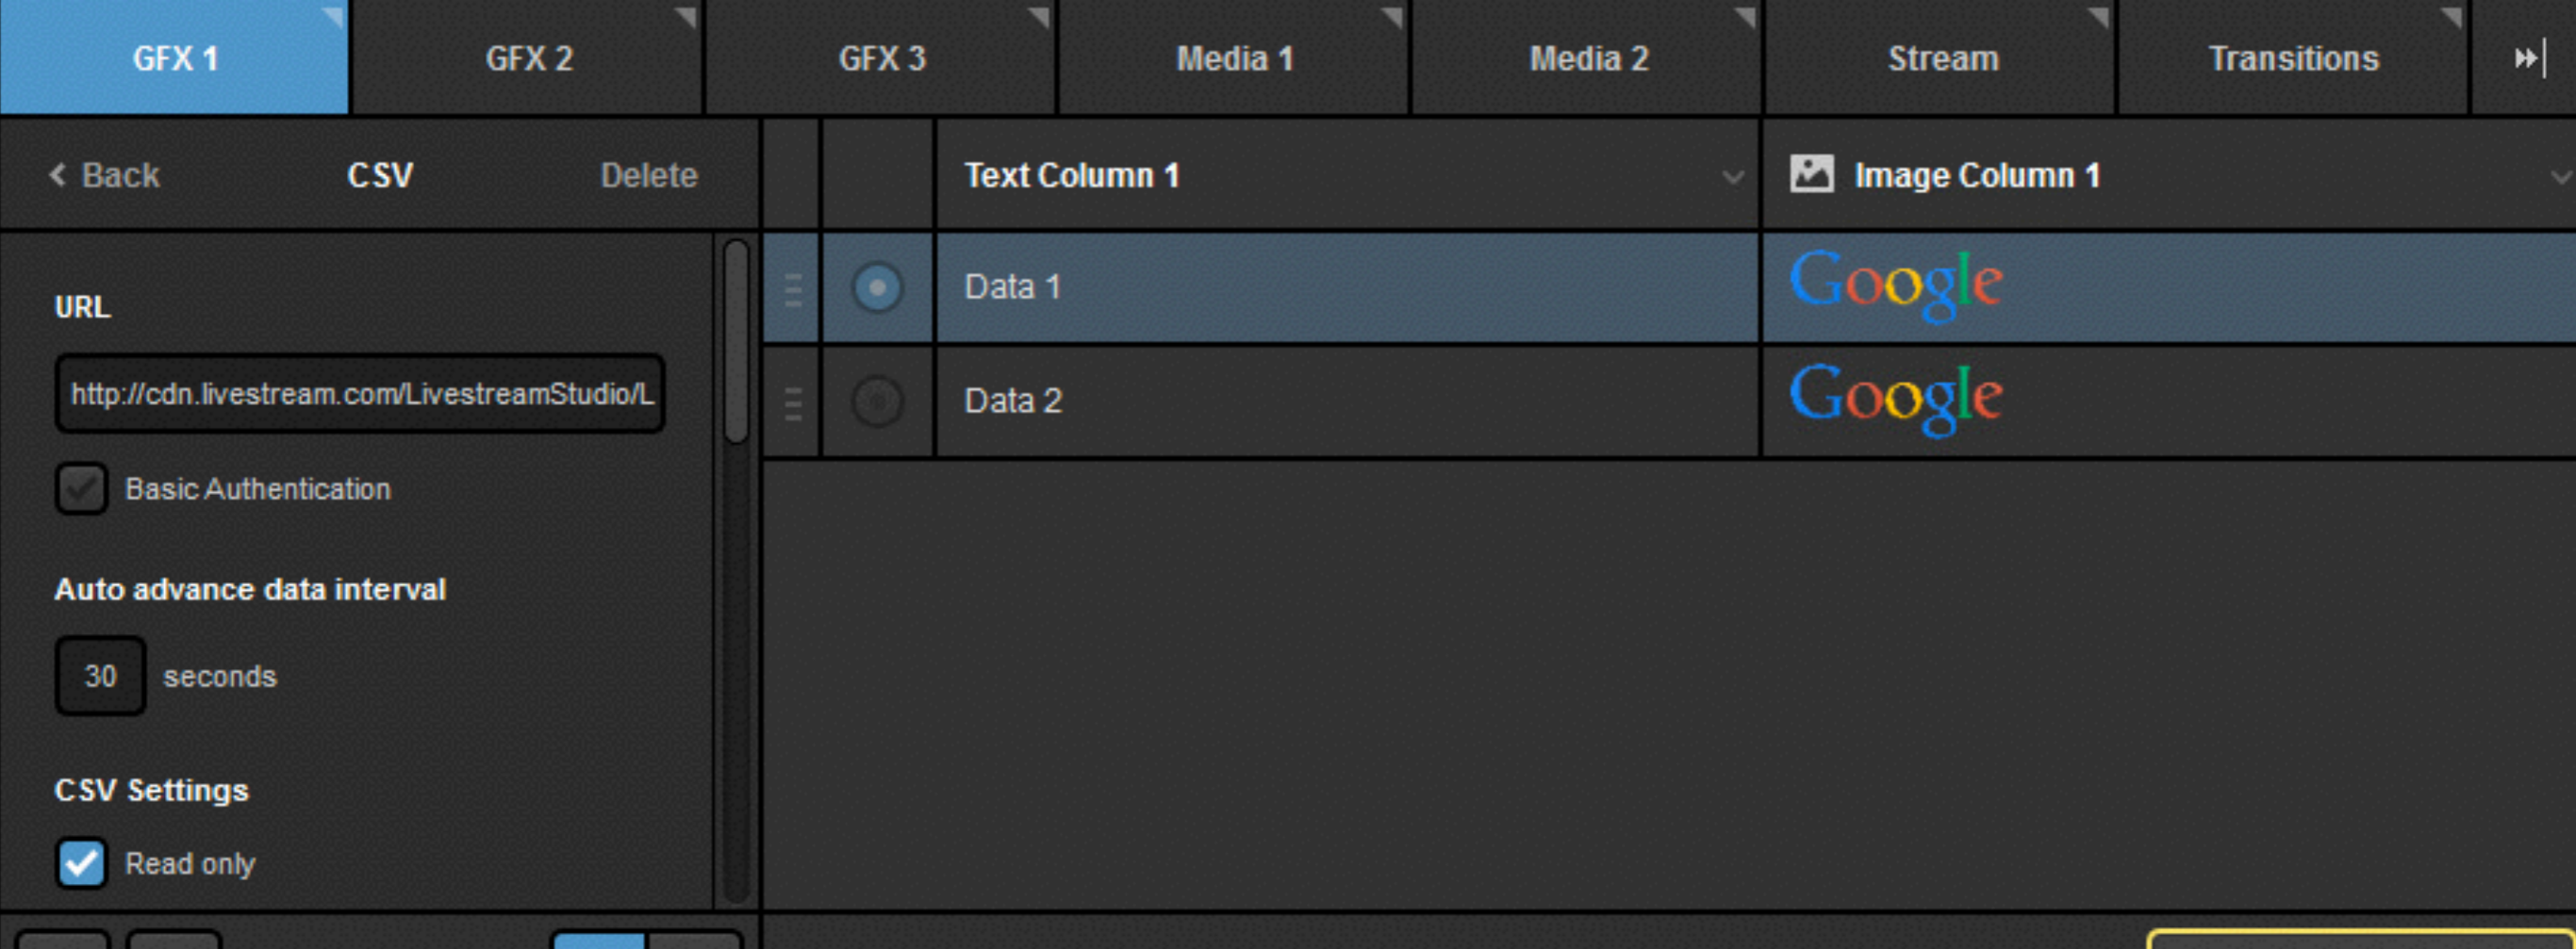 GFX 1 GFX 2 GFX 3 Media 1 Media 2 Stream Transitions
Back CSV Delete Text Column 1 Image Column 1
URL
http://cdn.livestream.com/LivestreamStudio/L
Basic Authentication
Auto advance data interval
30 seconds
CSV Settings
Read only
Data 1 Google
Data 2 Google